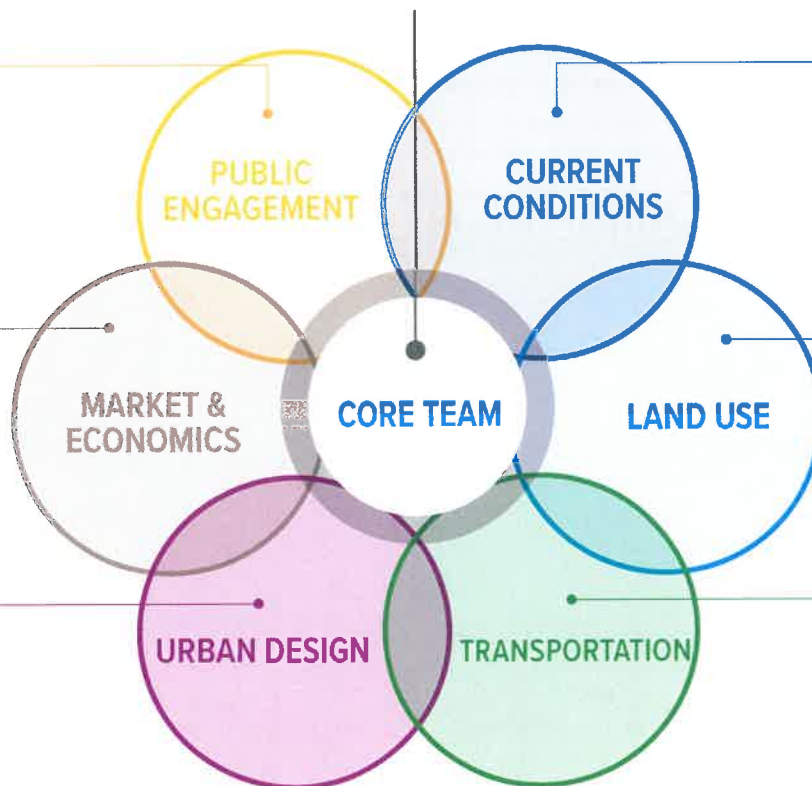 PUBLIC
ENGAGEMENT
CURRENT
CONDITIONS
MARKET &
ECONOMICS
CORE TEAM
LAND USE
URBAN DESIGN
TRANSPORTATION